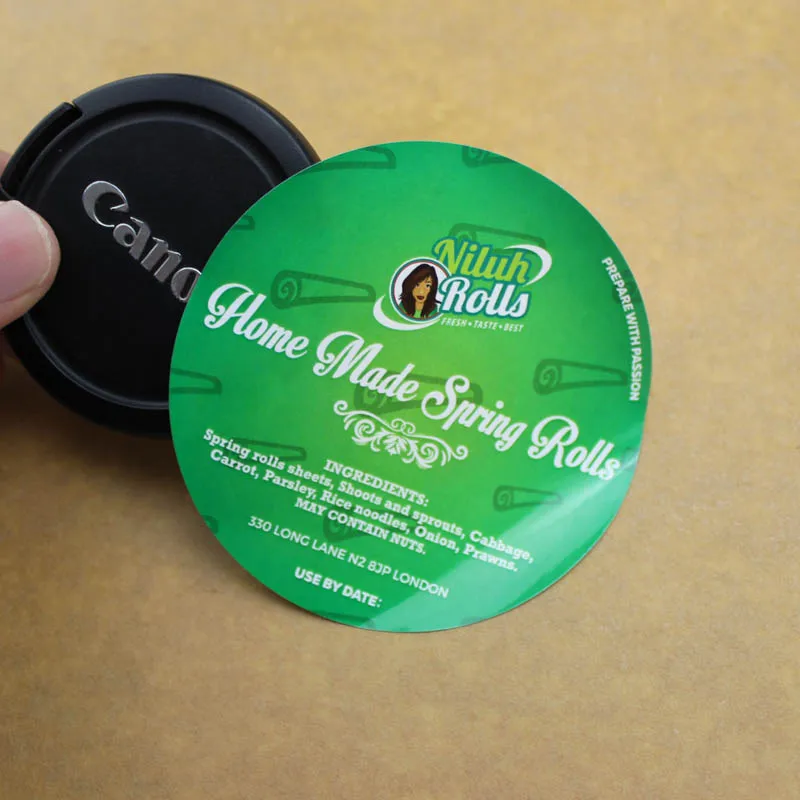 Canon
Niluh
Rolls
FRESH • TASTE • BEST
PREPARE WITH PASSION
Home Made Spring Rolls
INGREDIENTS:
Spring rolls sheets, Shoots and sprouts, Cabbage,
Carrot, Parsley, Rice noodles, Onion, Prawns.
MAY CONTAIN NUTS.
330 LONG LANE N2 8JP LONDON
USE BY DATE: